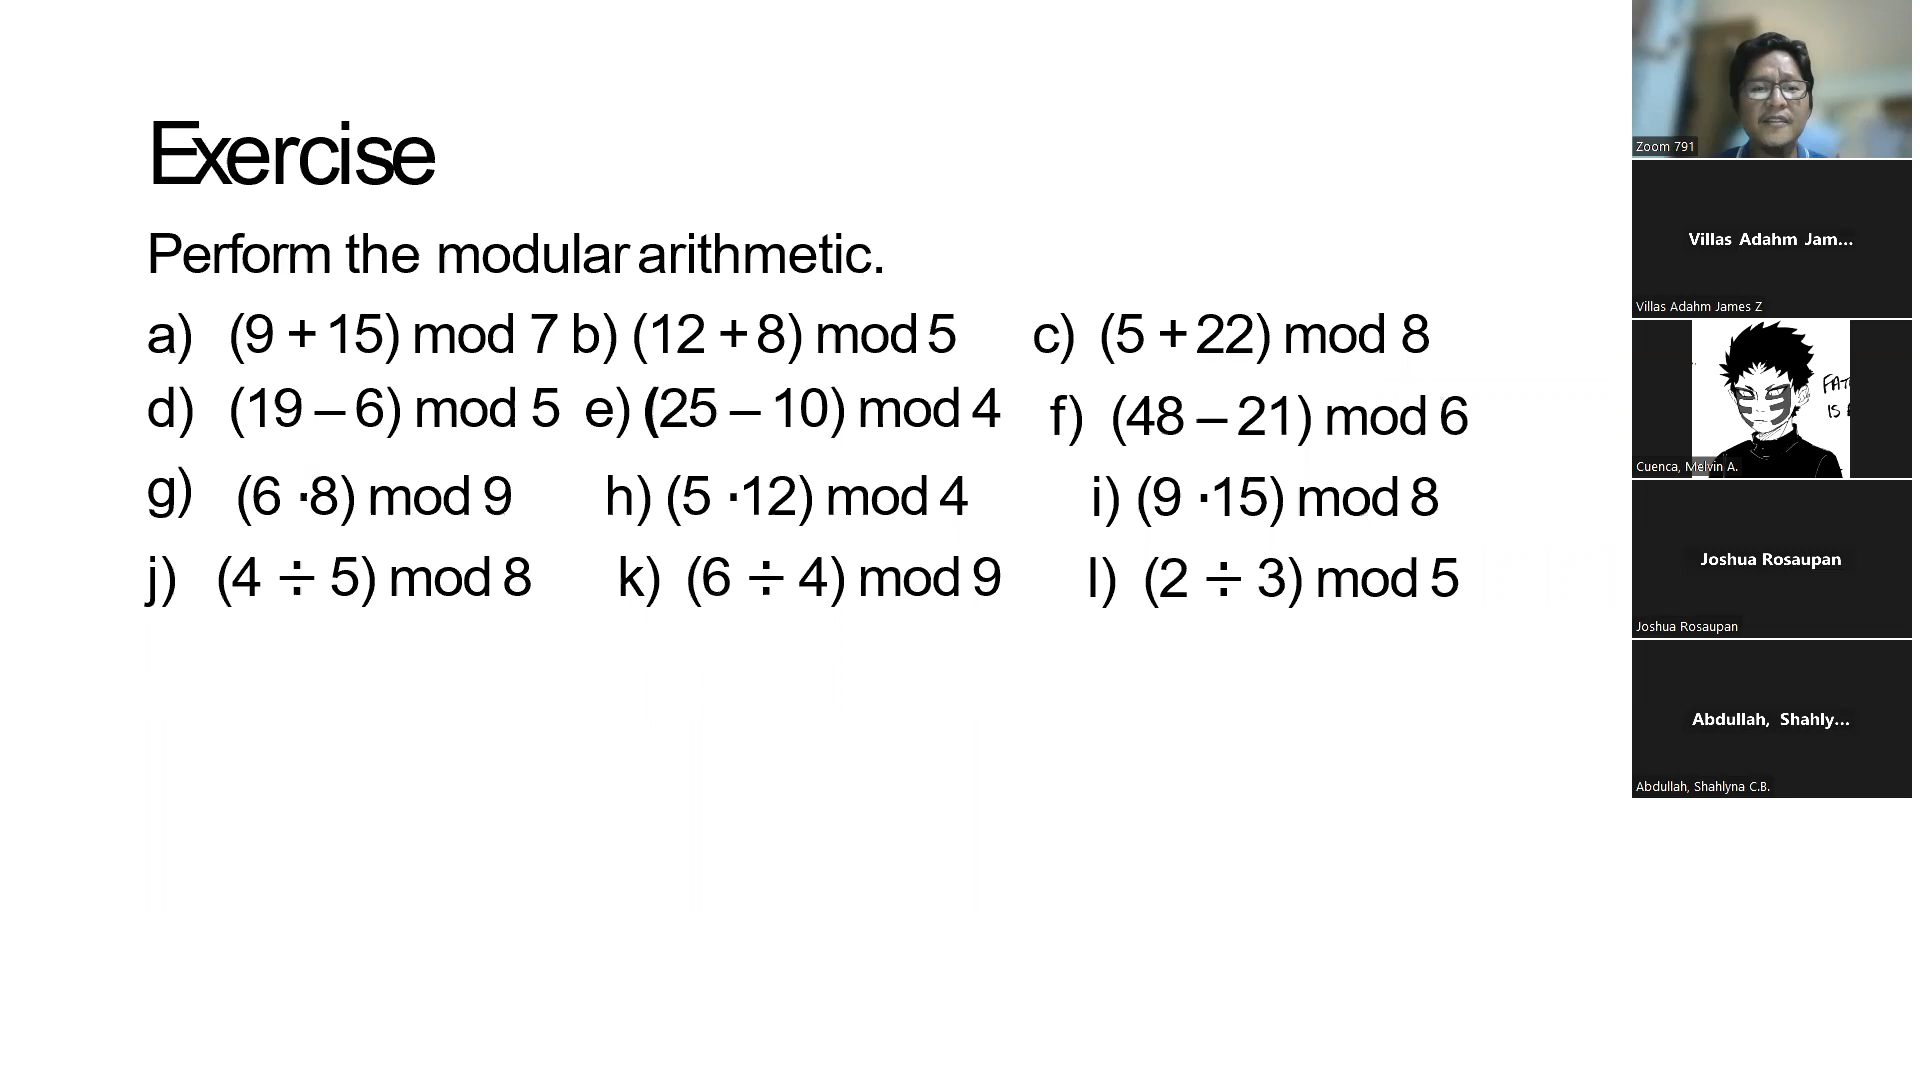 Exercise
Perform the modular arithmetic.
a) (9 + 15) mod 7 b) (12 + 8) mod 5 c) (5 + 22) mod 8
d) (19 – 6) mod 5 e) (25 – 10) mod 4 f) (48 – 21) mod 6
g) (6 ·8) mod 9 h) (5 ·12) mod 4 i) (9 ·15) mod 8
j) (4 ÷ 5) mod 8 k) (6 ÷ 4) mod 9 l) (2 ÷ 3) mod 5
Zoom 791
Villas Adahm Jam...
Villas Adahm James Z
IS
Cuenca, Melvin A.
Joshua Rosaupan
Joshua Rosaupan
Abdullah, Shahly...
Abdullah, Shahlyna C.B.